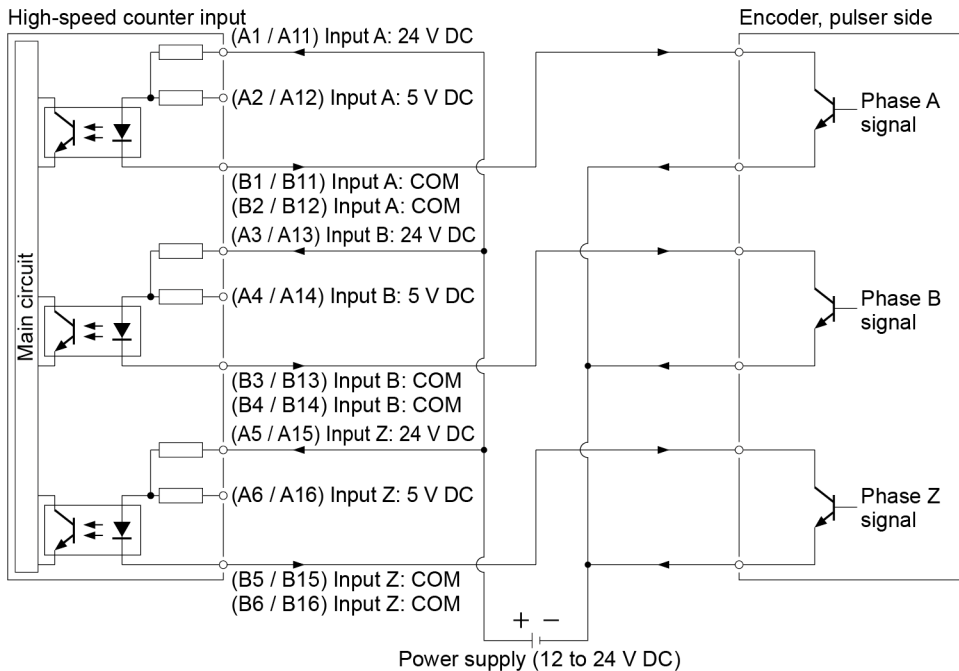 High-speed counter input
Encoder, pulser side
(A1 / A11) Input A: 24 V DC
(A2 / A12) Input A: 5 V DC
Phase A
signal
(B1 / B11) Input A: COM
(B2 / B12) Input A: COM
(A3 / A13) Input B: 24 V DC
(A4 / A14) Input B: 5 V DC
Phase B
signal
Main circuit
(B3 / B13) Input B: COM
(B4 / B14) Input B: COM
(A5 / A15) Input Z: 24 V DC
(A6 / A16) Input Z: 5 V DC
Phase Z
signal
(B5 / B15) Input Z: COM
(B6 / B16) Input Z: COM
+ −
Power supply (12 to 24 V DC)